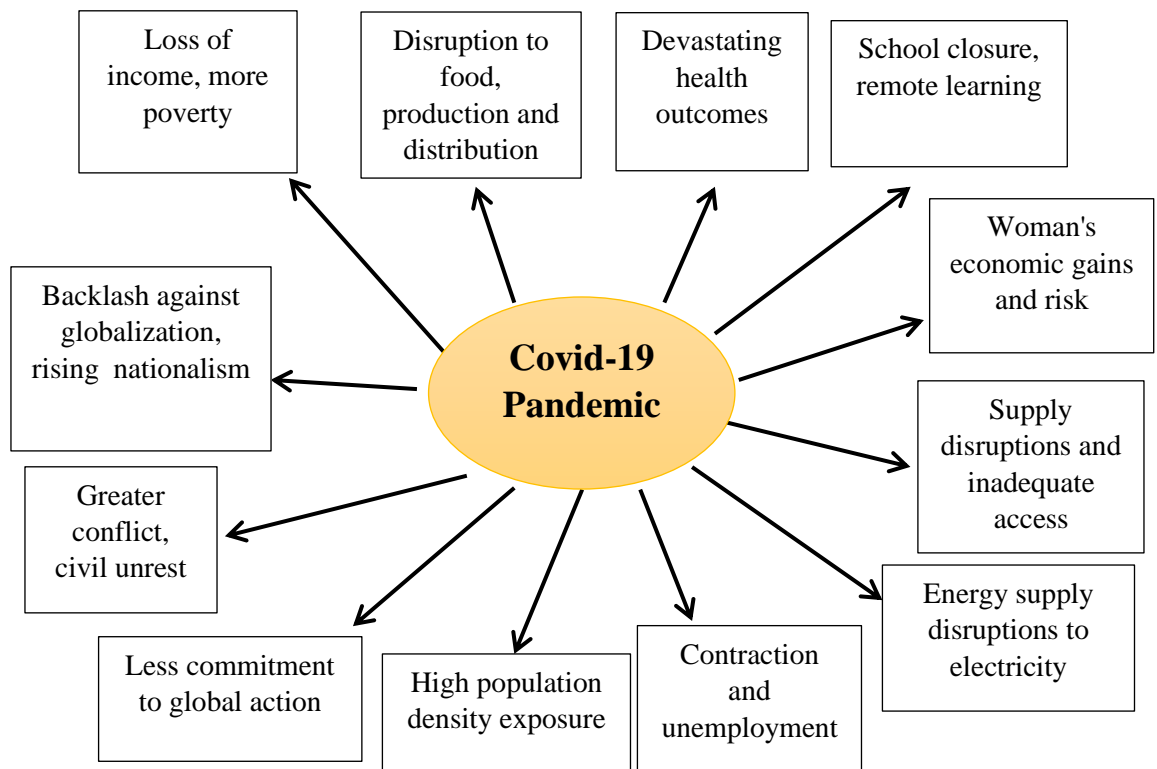 Loss of
income, more
poverty
Disruption to
food,
production and
distribution
Devastating
health
outcomes
School closure,
remote learning
Woman's
economic gains
and risk
Backlash against
globalization,
rising nationalism
Covid-19
Pandemic
Supply
disruptions and
inadequate
access
Greater
conflict,
civil unrest
Energy supply
disruptions to
electricity
Less commitment
to global action
High population
density exposure
Contraction
and
unemployment